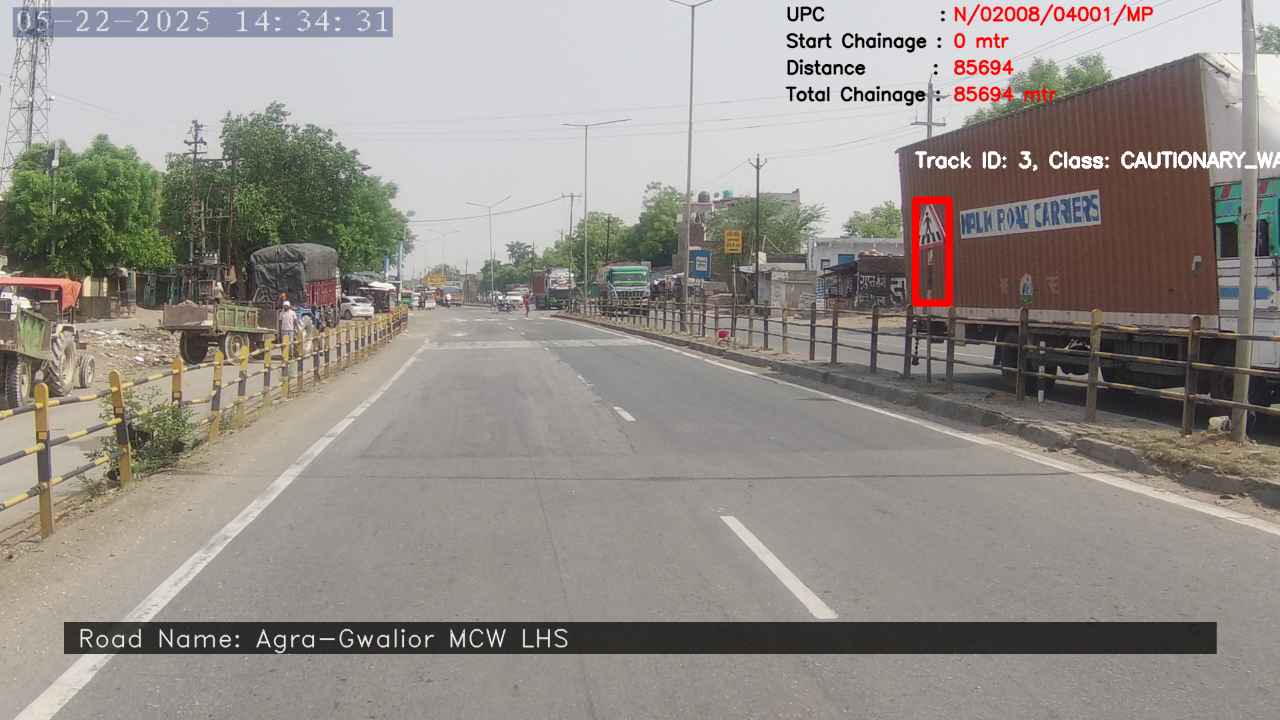 05-22-2025 14:34:31
UPC : N/02008/04001/MP
Start Chainage : 0 mtr
Distance : 85694
Total Chainage : 85694 mtr
Track ID: 3, Class: CAUTIONARY_WA
ROAD CARRIERS
Road Name: Agra-Gwalior MCW LHS